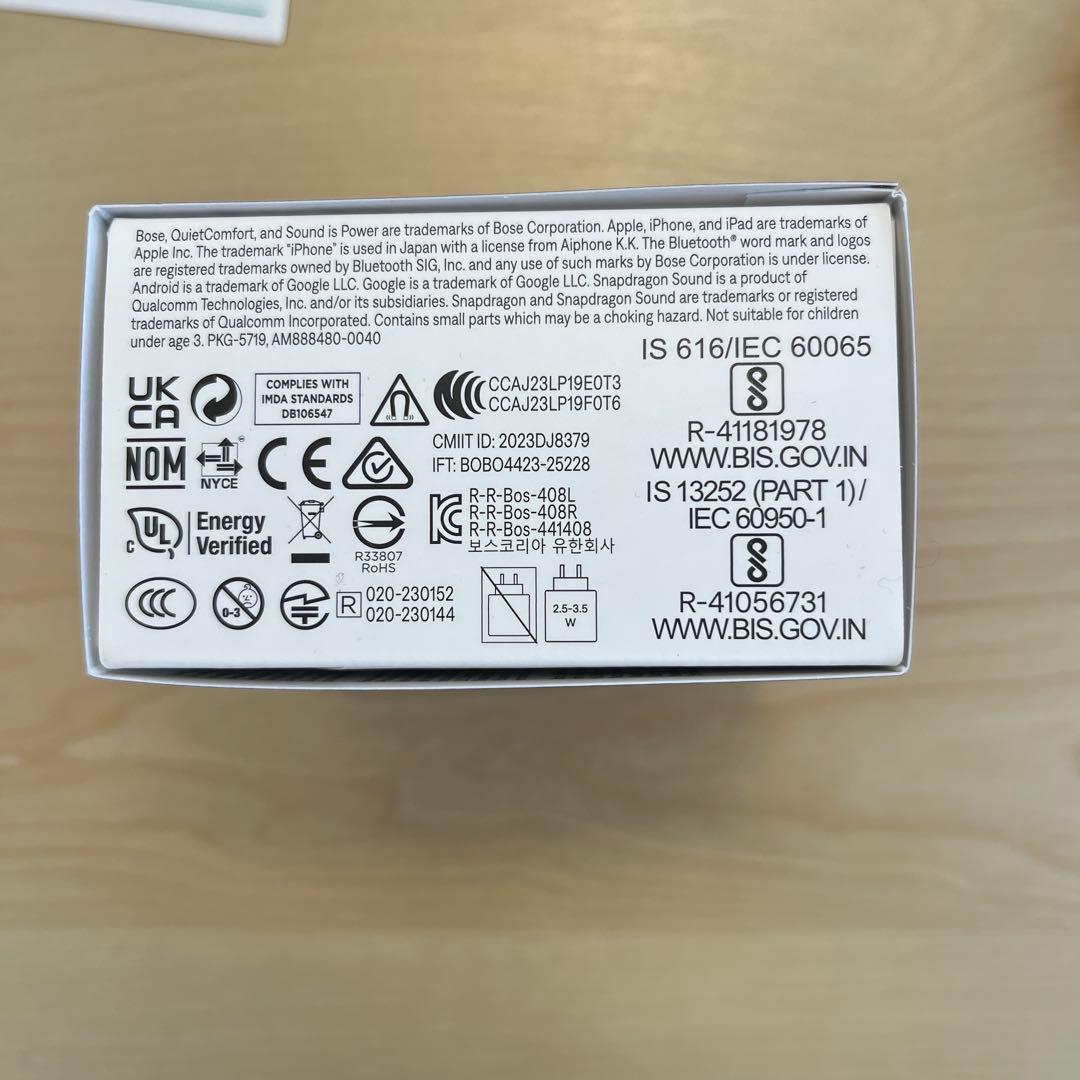 Bose, QuietComfort, and Sound is Power are trademarks of Bose Corporation. Apple, iPhone, and iPad are trademarks of
Apple Inc. The trademark "iPhone" is used in Japan with a license from Aiphone K.K. The Bluetooth® word mark and logos
are registered trademarks owned by Bluetooth SIG, Inc. and any use of such marks by Bose Corporation is under license.
Android is a trademark of Google LLC. Google is a trademark of Google LLC. Snapdragon Sound is a product of
Qualcomm Technologies, Inc. and/or its subsidiaries. Snapdragon and Snapdragon Sound are trademarks or registered
trademarks of Qualcomm Incorporated. Contains small parts which may be a choking hazard. Not suitable for children
under age 3. PKG-5719, AM888480-0040
UK
CA
COMPLIES WITH
IMDA STANDARDS
DB106547
CCAJ23LP19E0T3
CCAJ23LP19F0T6
NOM
NYCE
CE
CMIIT ID: 2023DJ8379
IFT: BOBO4423-25228
c UL
Energy
Verified
R33807
RoHS
R-R-Bos-408L
R-R-Bos-408R
R-R-Bos-441408
보스코리아 유한회사
CCC
0-3
R
020-230152
020-230144
2.5-3.5
W
IS 616/IEC 60065
R-41181978
WWW.BIS.GOV.IN
IS 13252 (PART 1)/
IEC 60950-1
R-41056731
WWW.BIS.GOV.IN